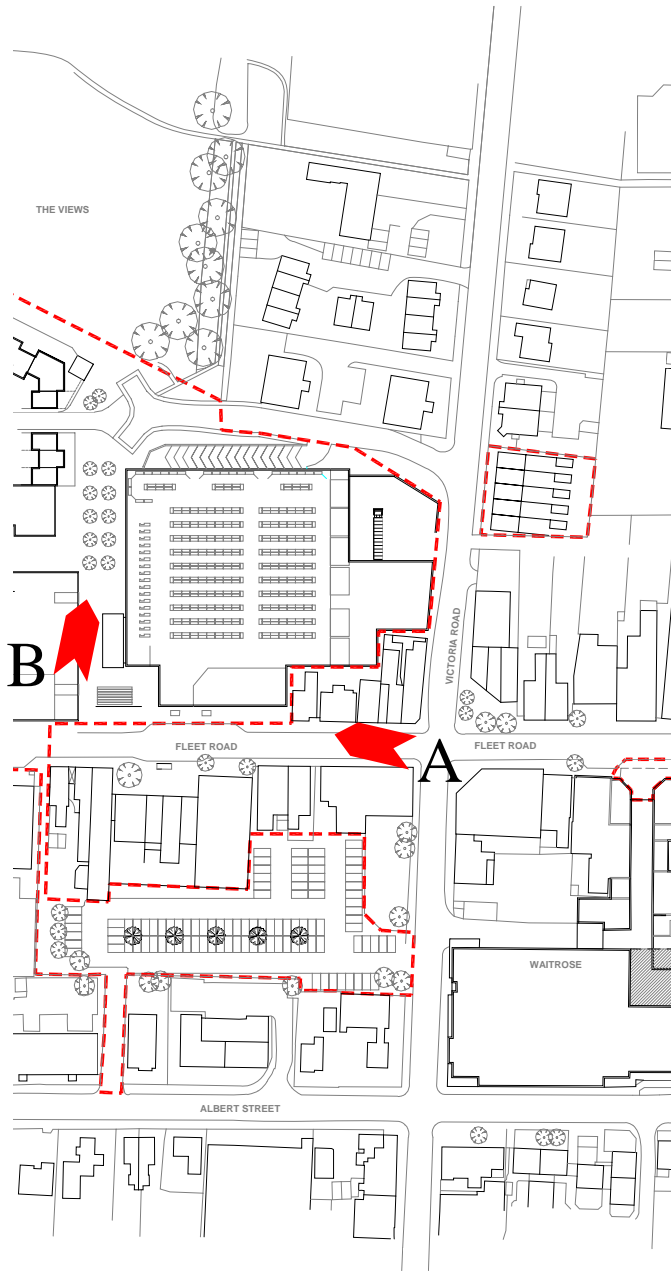 THE VIEWS
B
VICTORIA ROAD
FLEET ROAD
A
FLEET ROAD
WAITROSE
ALBERT STREET